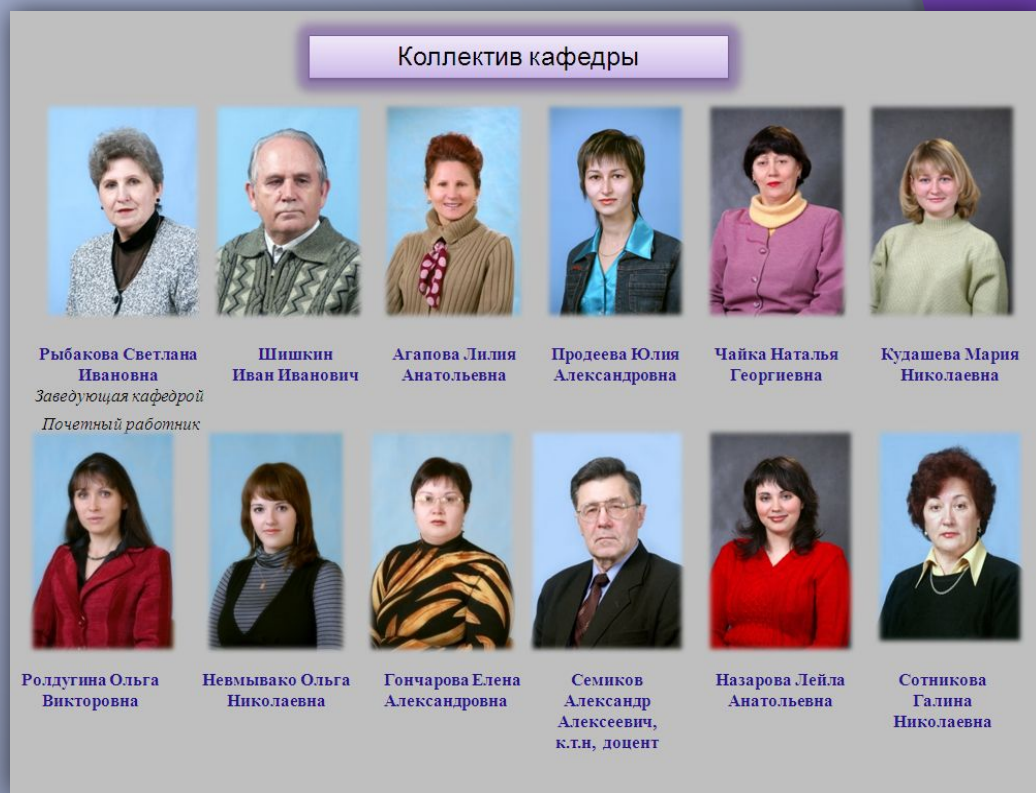 Коллектив кафедры
Рыбакова Светлана
Ивановна
Заведующая кафедрой
Почетный работник
Шишкин
Иван Иванович
Агапова Лилия
Анатольевна
Продеева Юлия
Александровна
Чайка Наталья
Георгиевна
Кудашева Мария
Николаевна
Ролдугина Ольга
Викторовна
Невмывако Ольга
Николаевна
Гончарова Елена
Александровна
Семиков
Александр
Алексеевич,
к.т.н, доцент
Назарова Лейла
Анатольевна
Сотникова
Галина
Николаевна